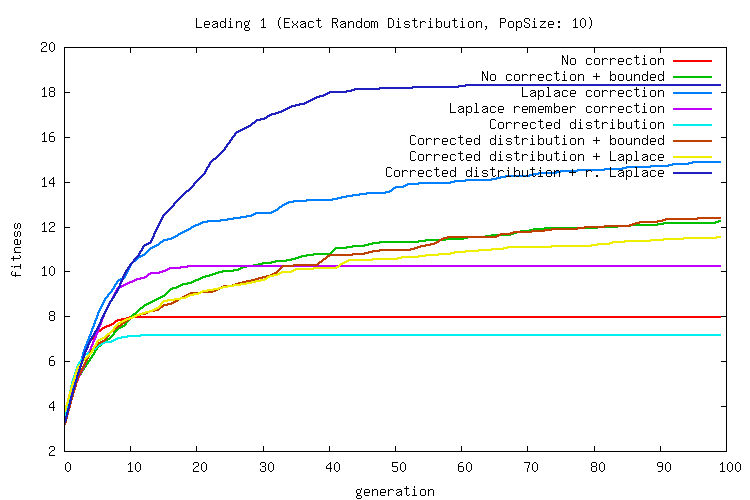 Leading 1 (Exact Random Distribution, PopSize: 10)
20
18
16
14
12
10
8
6
4
2
fitness
No correction
No correction + bounded
Laplace correction
Laplace remember correction
Corrected distribution
Corrected distribution + bounded
Corrected distribution + Laplace
Corrected distribution + r. Laplace
0 10 20 30 40 50 60 70 80 90 100
generation